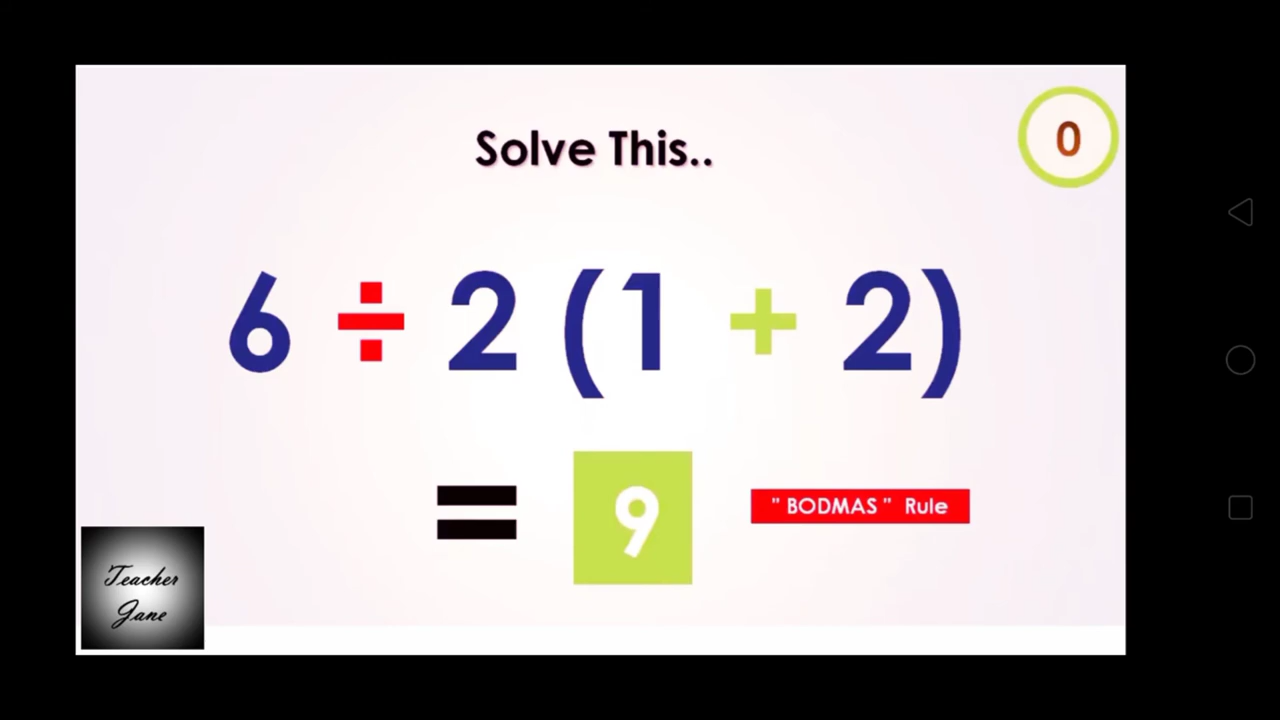 Solve This..
0
6 ÷ 2 (1 + 2)
= 9
" BODMAS " Rule
Teacher
Jane